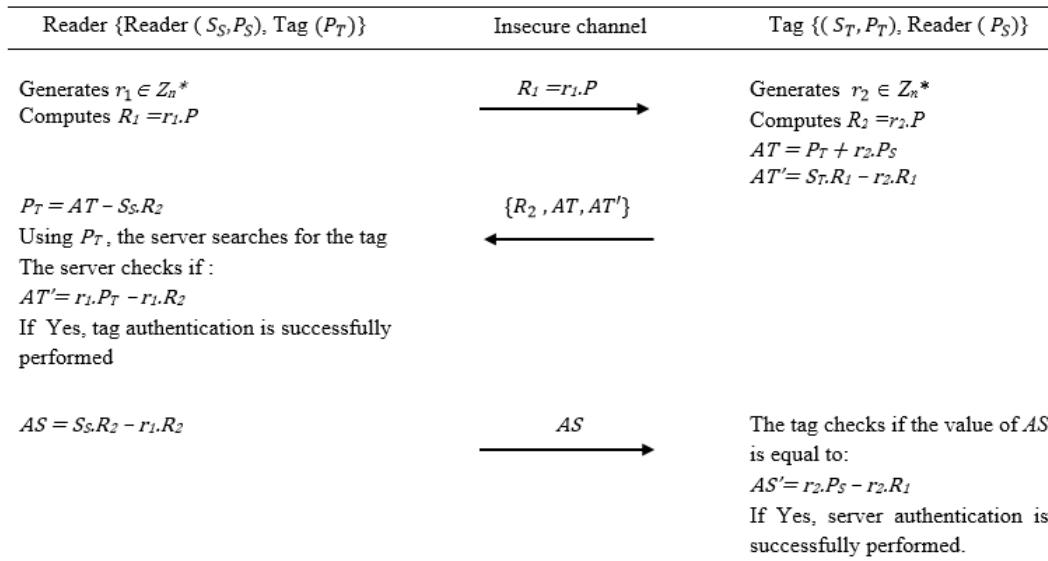 Reader {Reader ( S_S,P_S), Tag (P_T)}
Insecure channel
Tag {( S_T, P_T), Reader ( P_S)}
Generates r_1 ∈ Z_n*
Computes R_1 =r_1.P
R_1 =r_1.P
Generates r_2 ∈ Z_n*
Computes R_2 =r_2.P
AT = P_T + r_2.P_S
AT′= S_T.R_1 − r_2.R_1
P_T = AT − S_S.R_2
Using P_T , the server searches for the tag
The server checks if :
AT′= r_1.P_T − r_1.R_2
If Yes, tag authentication is successfully
performed
{R_2 , AT, AT′}
AS = S_S.R_2 − r_1.R_2
AS
The tag checks if the value of AS
is equal to:
AS′= r_2.P_S − r_2.R_1
If Yes, server authentication is
successfully performed.